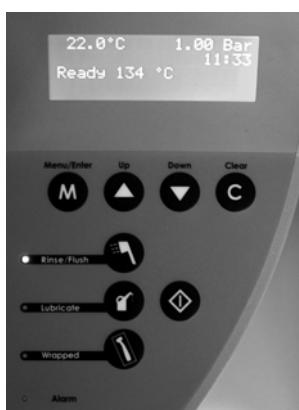 22.0°C 1.00 Bar
11:33
Ready 134 °C
Menu/Enter Up Down Clear
M C
Rinse/Flush
Lubricate
Wrapped
Alarm